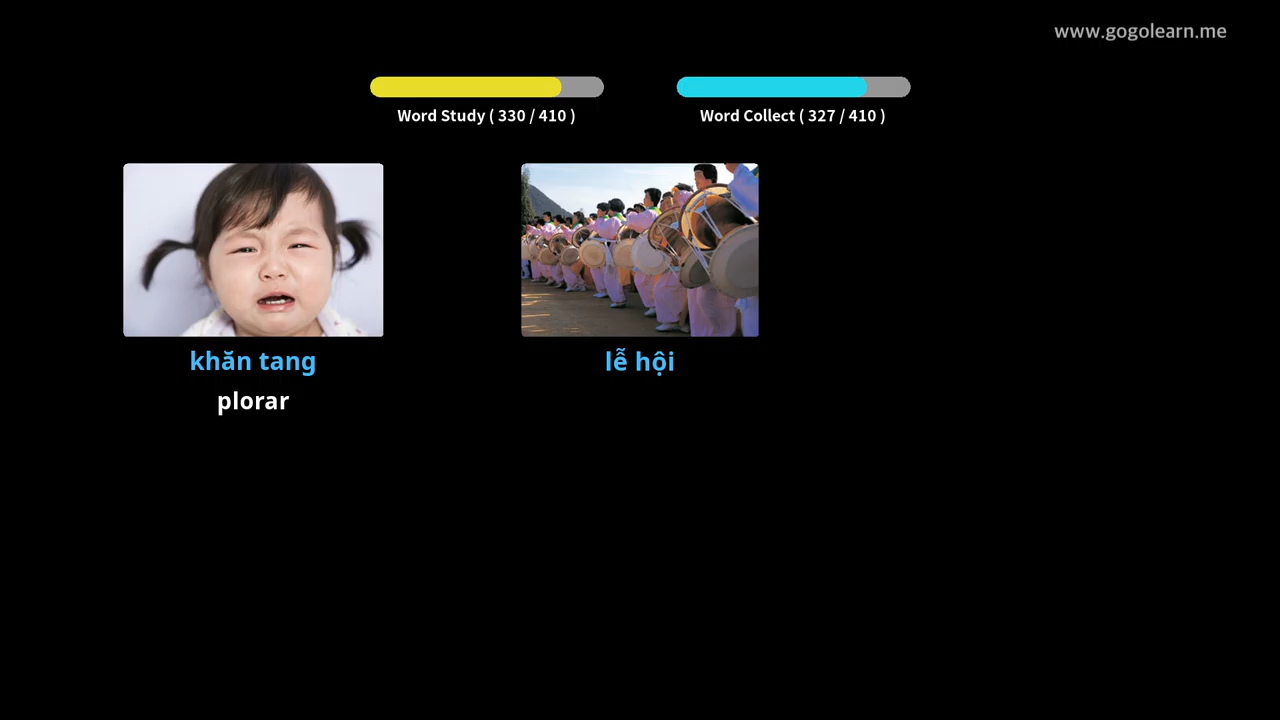 www.gogolearn.me
Word Study ( 330 / 410 )
Word Collect ( 327 / 410 )
khăn tang
plorar
lễ hội